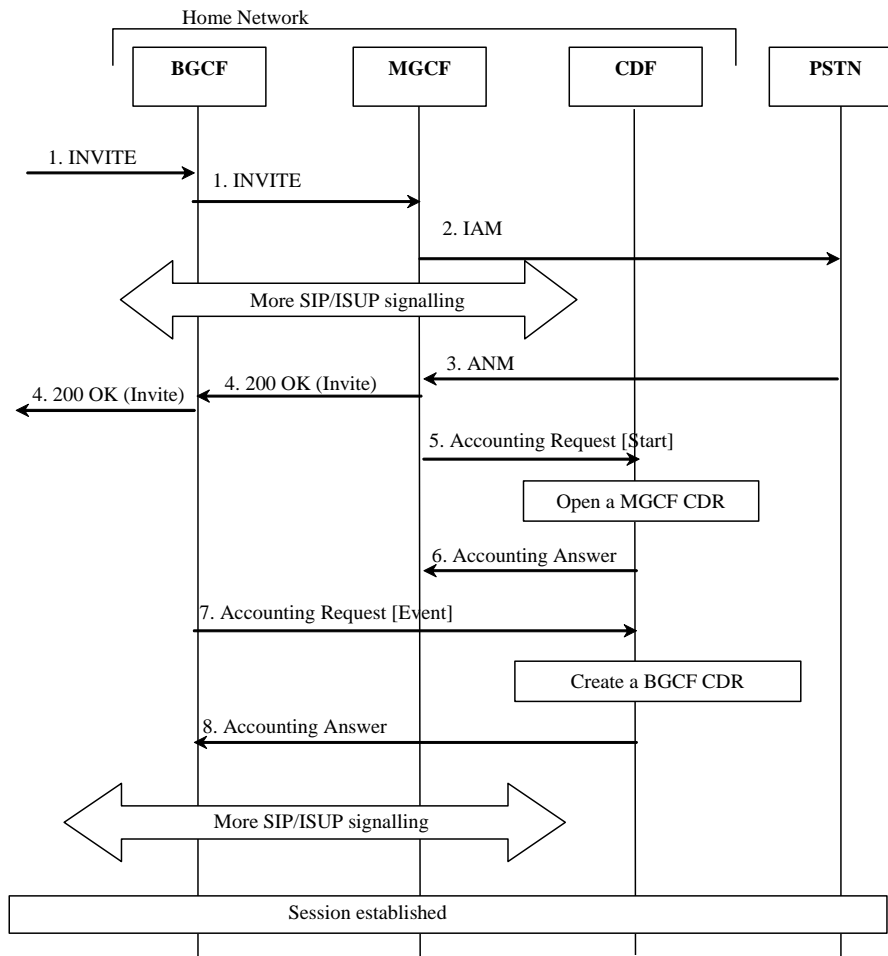 Home Network
BGCF
MGCF
CDF
PSTN
1. INVITE
1. INVITE
2. IAM
More SIP/ISUP signalling
3. ANM
4. 200 OK (Invite)
4. 200 OK (Invite)
5. Accounting Request [Start]
Open a MGCF CDR
6. Accounting Answer
7. Accounting Request [Event]
Create a BGCF CDR
8. Accounting Answer
More SIP/ISUP signalling
Session established